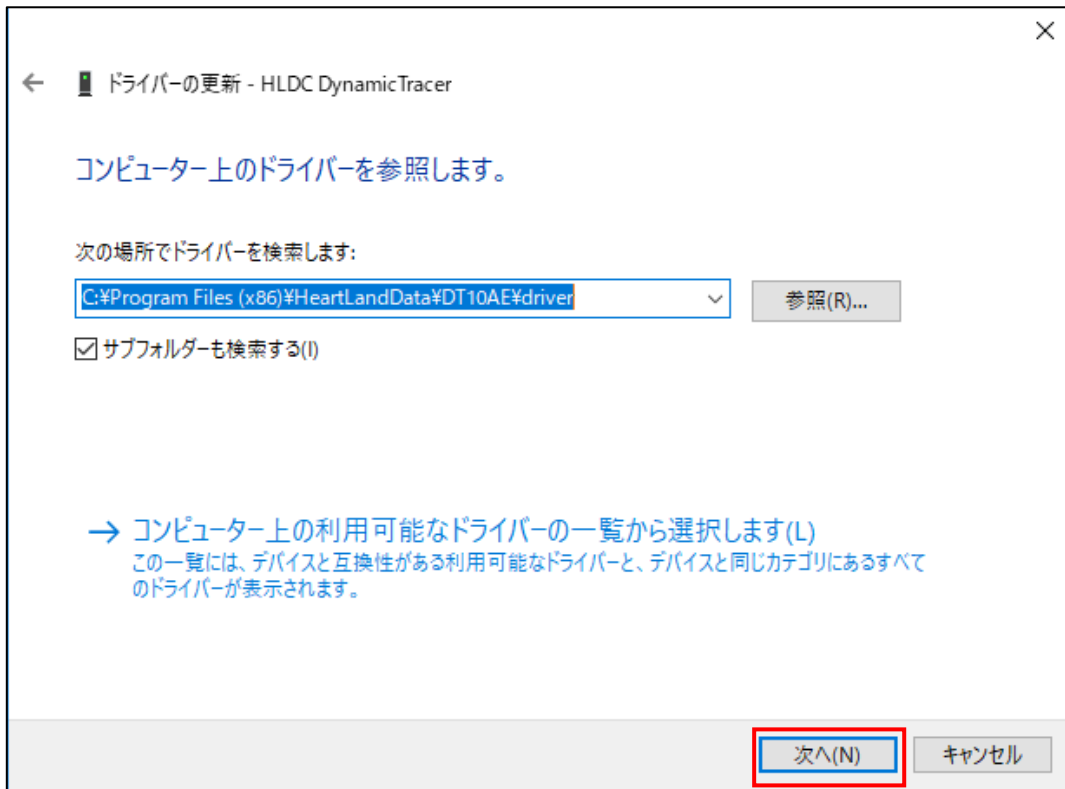 ドライバーの更新 - HLDC DynamicTracer
コンピューター上のドライバーを参照します。
次の場所でドライバーを検索します:
C:¥Program Files (x86)¥HeartLandData¥DT10AE¥driver
参照(R)...
サブフォルダーも検索する(I)
コンピューター上の利用可能なドライバーの一覧から選択します(L)
この一覧には、デバイスと互換性がある利用可能なドライバーと、デバイスと同じカテゴリにあるすべて
のドライバーが表示されます。
次へ(N)
キャンセル